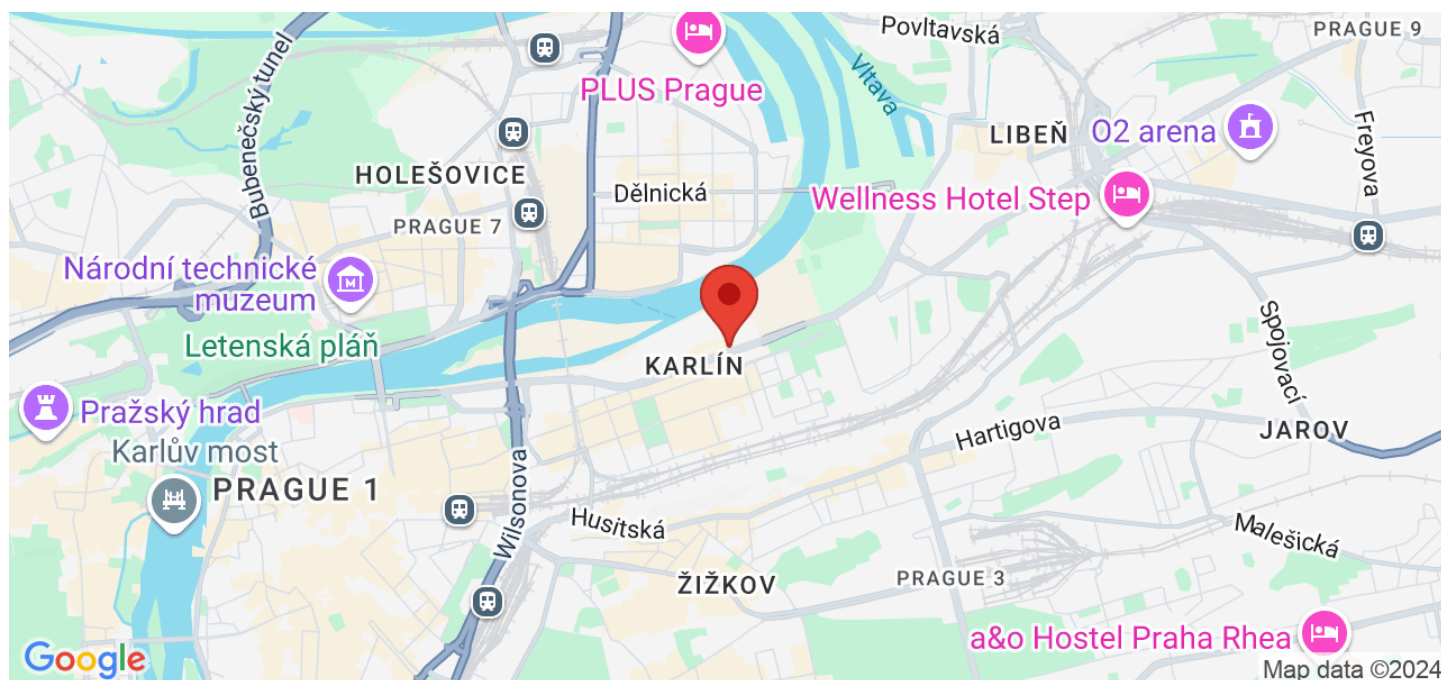 Povltavská
PRAGUE 9
Bubenečský tunel
PLUS Prague
Vltava
LIBEŇ
O2 arena
Freyova
HOLEŠOVICE
Dělnická
Wellness Hotel Step
PRAGUE 7
Národní technické
muzeum
Letenská pláň
KARLÍN
Spojovací
Pražský hrad
Karlův most
Hartigova
JAROV
PRAGUE 1
Wilsonova
Husitská
Malešická
ŽIŽKOV
PRAGUE 3
a&o Hostel Praha Rhea
Google
Map data ©2024